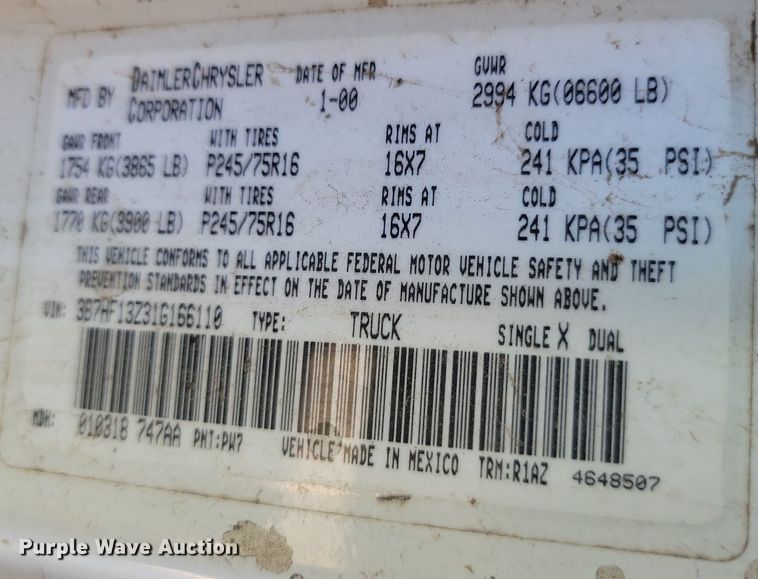 MFD BY DAIMLERCHRYSLER CORPORATION DATE OF MFR 1-00 GVWR 2994 KG(06600 LB)
GAWR FRONT WITH TIRES RIMS AT COLD
1754 KG(3865 LB) P245/75R16 16X7 241 KPA(35 PSI)
GAWR REAR WITH TIRES RIMS AT COLD
1770 KG(3900 LB) P245/75R16 16X7 241 KPA(35 PSI)
THIS VEHICLE CONFORMS TO ALL APPLICABLE FEDERAL MOTOR VEHICLE SAFETY AND THEFT
PREVENTION STANDARDS IN EFFECT ON THE DATE OF MANUFACTURE SHOWN ABOVE.
VIN: 3B7HF13Z31G166110 TYPE: TRUCK SINGLE X DUAL
MDH: 010318 747AA PNT:PW7 VEHICLE MADE IN MEXICO TRM:R1AZ 4648507
Purple Wave Auction